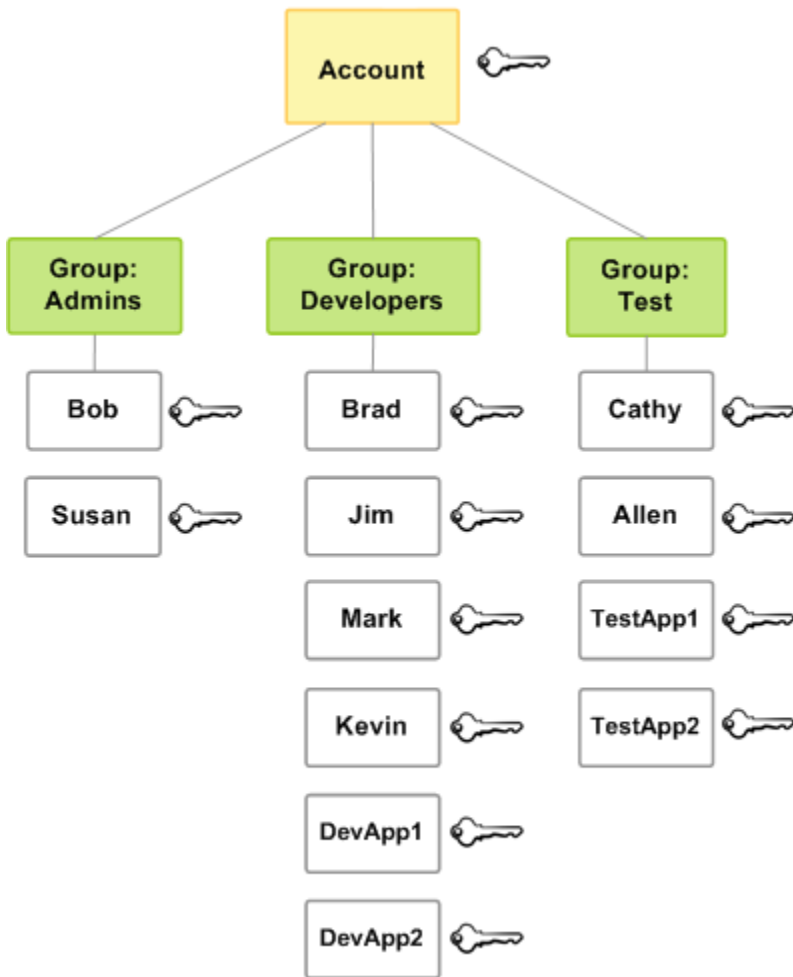 Account
Group:
Admins
Group:
Developers
Group:
Test
Bob
Brad
Cathy
Susan
Jim
Allen
Mark
TestApp1
Kevin
TestApp2
DevApp1
DevApp2